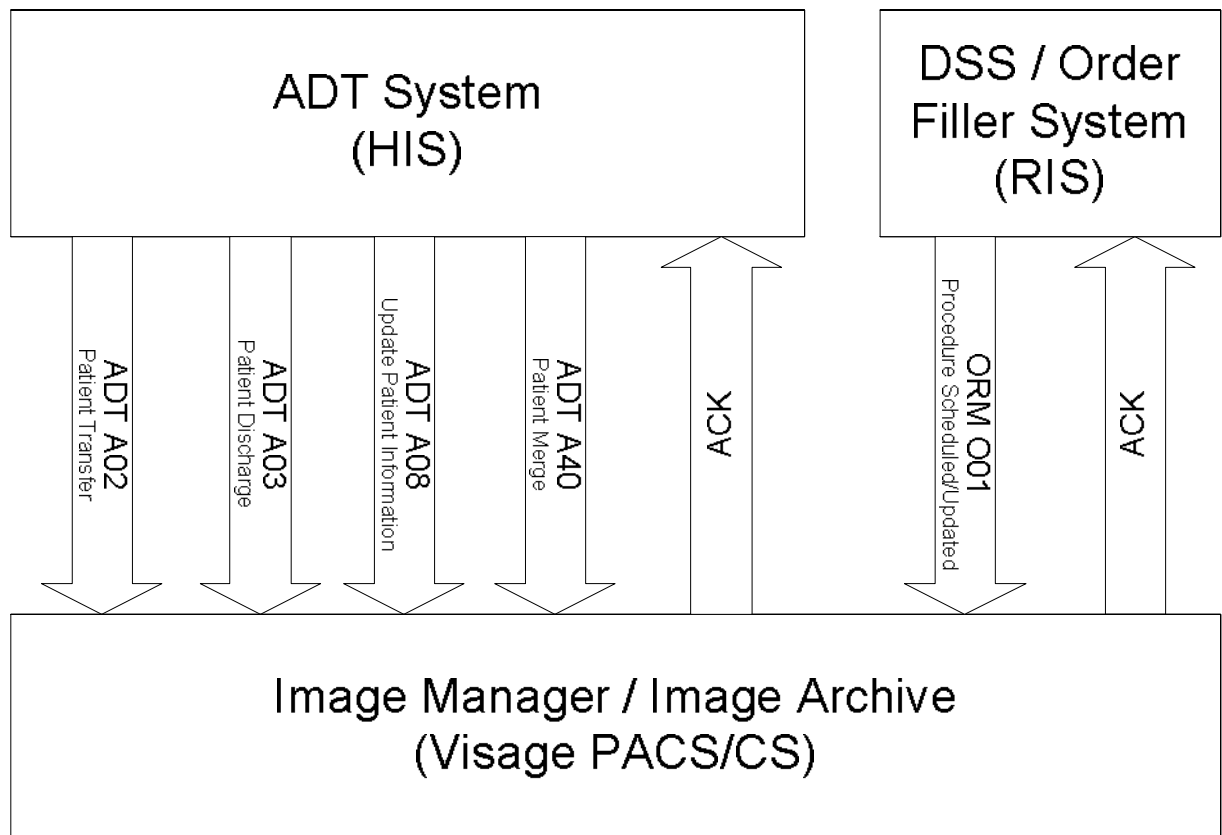 ADT System
(HIS)
DSS / Order
Filler System
(RIS)
ADT A02
Patient Transfer
ADT A03
Patient Discharge
ADT A08
Update Patient Information
ADT A40
Patient Merge
ACK
ORM O01
Procedure Scheduled/Updated
ACK
Image Manager / Image Archive
(Visage PACS/CS)